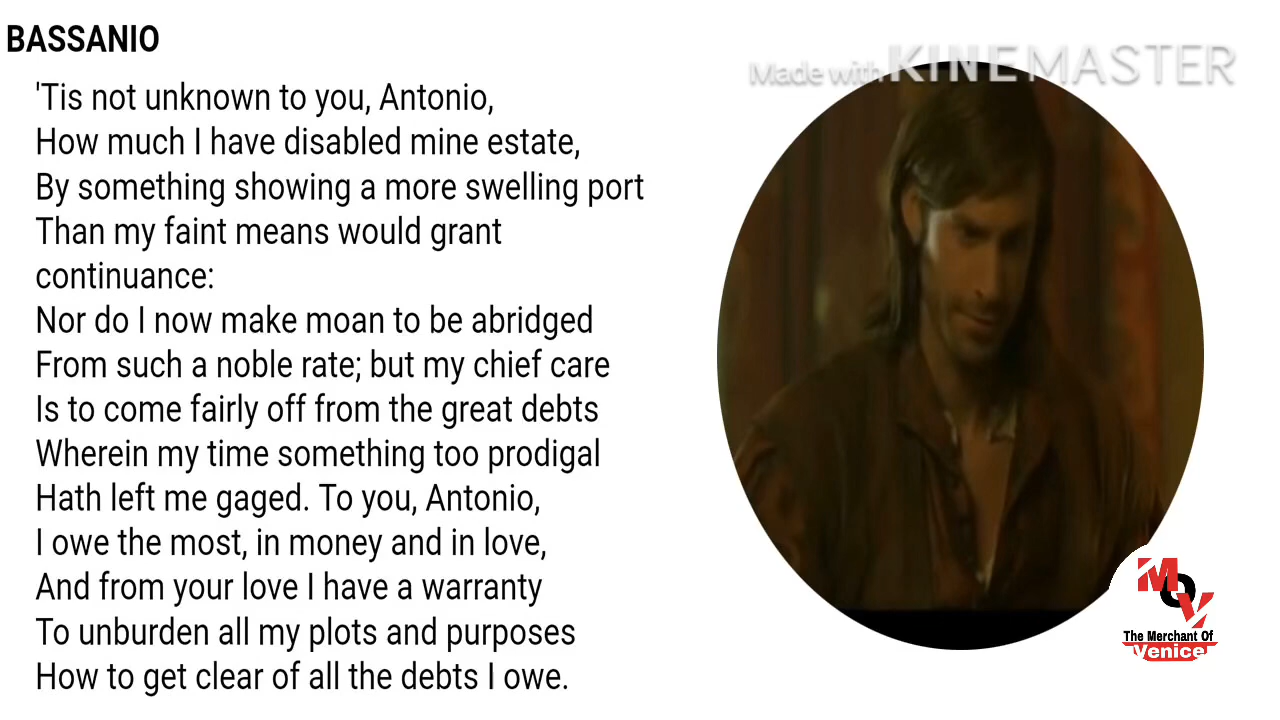 BASSANIO
'Tis not unknown to you, Antonio,
How much I have disabled mine estate,
By something showing a more swelling port
Than my faint means would grant
continuance:
Nor do I now make moan to be abridged
From such a noble rate; but my chief care
Is to come fairly off from the great debts
Wherein my time something too prodigal
Hath left me gaged. To you, Antonio,
I owe the most, in money and in love,
And from your love I have a warranty
To unburden all my plots and purposes
How to get clear of all the debts I owe.
Made with KINEMASTER
MOV
The Merchant Of
Venice